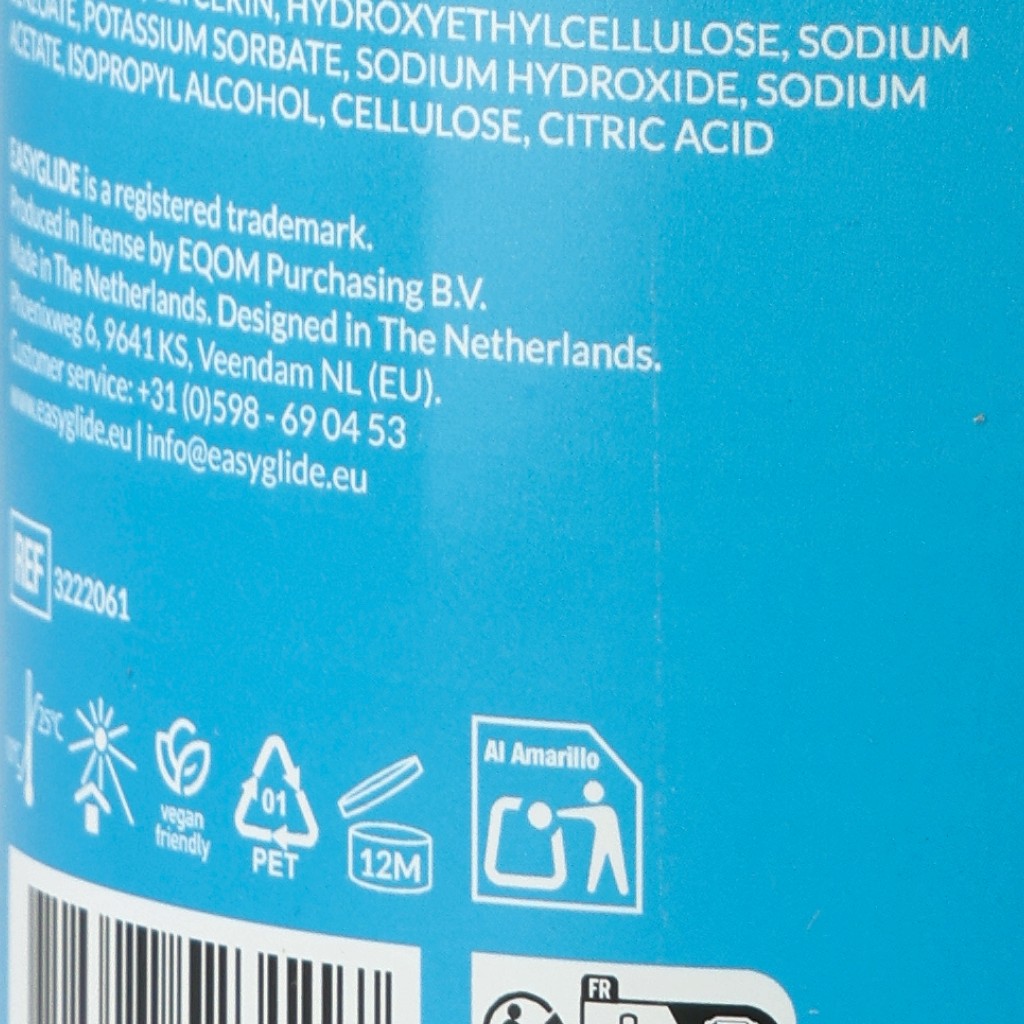 GLYCERIN, HYDROXYETHYLCELLULOSE, SODIUM
POTASSIUM SORBATE, SODIUM HYDROXIDE, SODIUM
ACETATE, ISOPROPYL ALCOHOL, CELLULOSE, CITRIC ACID
EASYGLIDE is a registered trademark.
Produced in license by EQOM Purchasing B.V.
Made in The Netherlands. Designed in The Netherlands.
Phoenixweg 6, 9641 KS, Veendam NL (EU).
Customer service: +31 (0)598 - 69 04 53
www.easyglide.eu | info@easyglide.eu
REF 3222061
25°C
vegan
friendly
01
PET
12M
Al Amarillo
FR